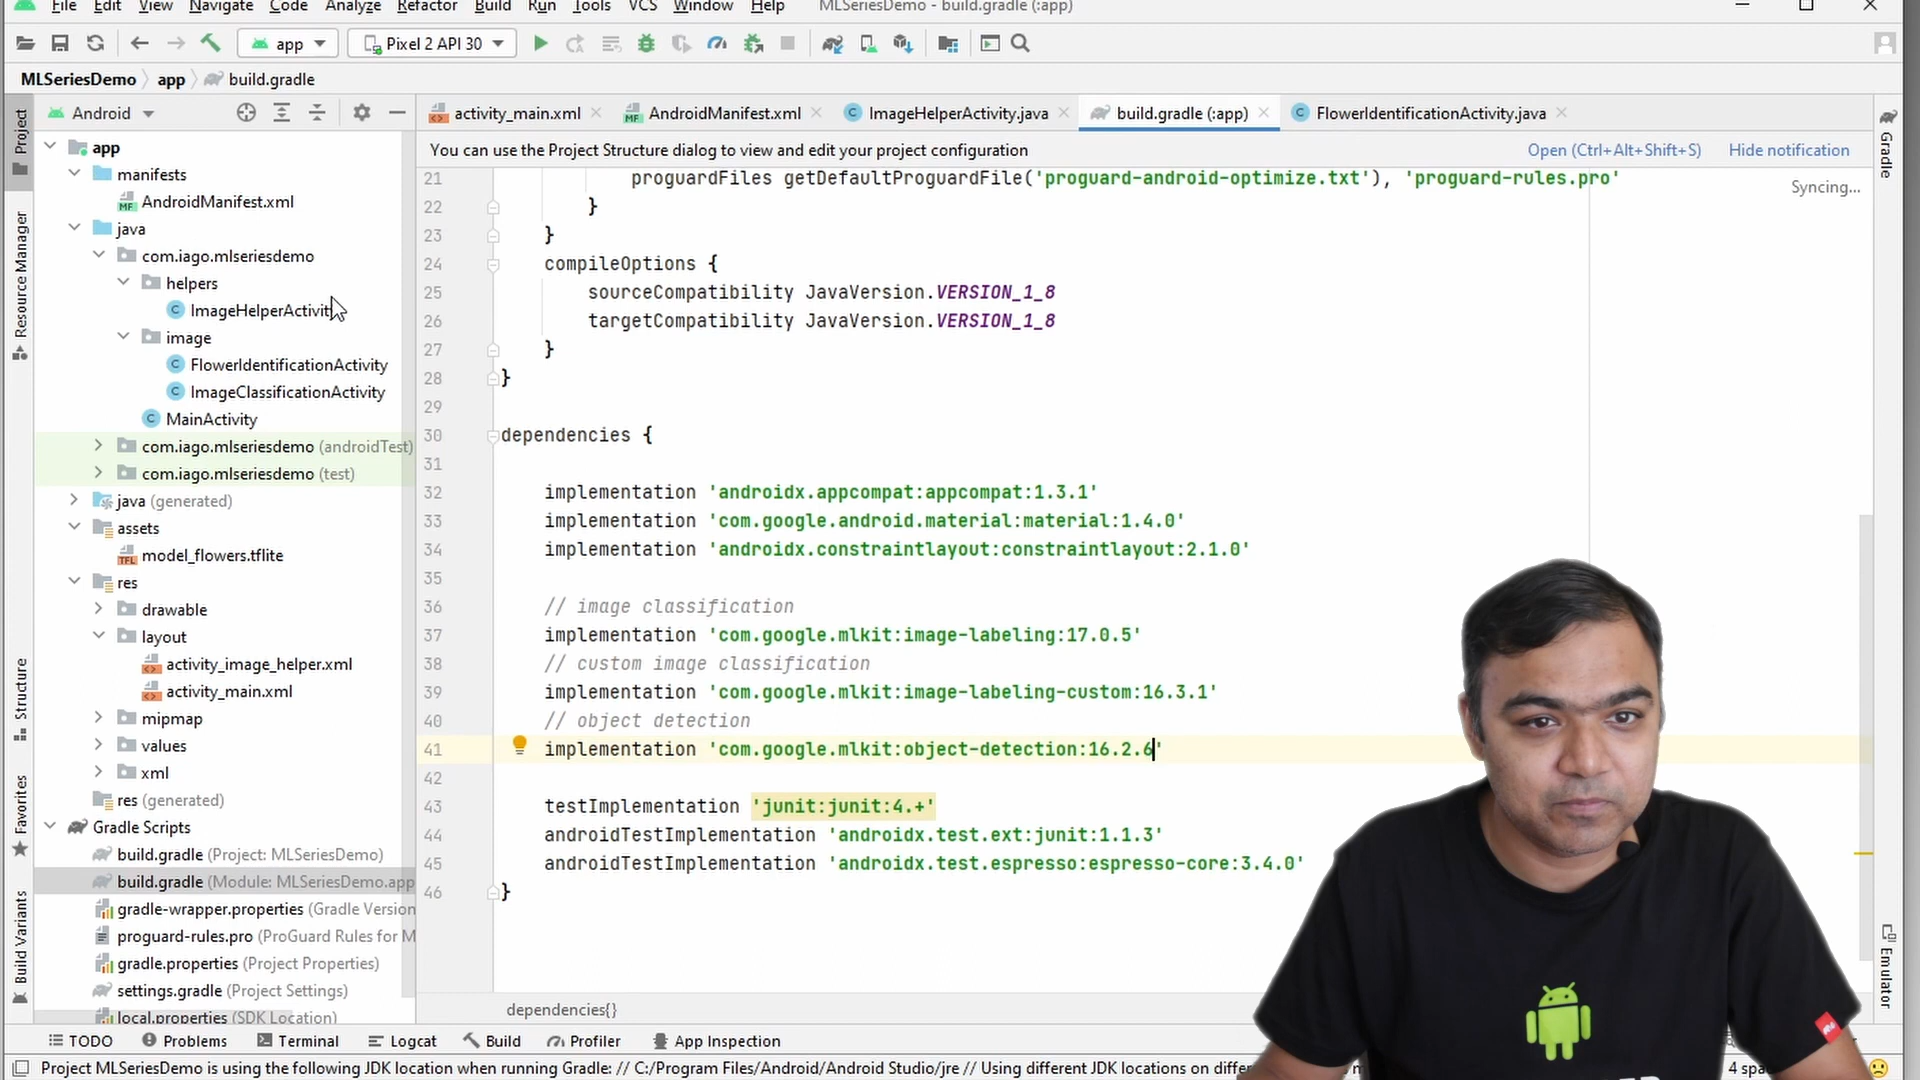 File Edit View Navigate Code Analyze Refactor Build Run Tools VCS Window Help MLSeriesDemo - build.gradle (:app)
app Pixel 2 API 30
MLSeriesDemo app build.gradle
Android
activity_main.xml AndroidManifest.xml ImageHelperActivity.java build.gradle (:app) FlowerIdentificationActivity.java
You can use the Project Structure dialog to view and edit your project configuration Open (Ctrl+Alt+Shift+S) Hide notification
Syncing...
Project
Resource Manager
Structure
Favorites
Build Variants
app
manifests
AndroidManifest.xml
java
com.iago.mlseriesdemo
helpers
ImageHelperActivity
image
FlowerIdentificationActivity
ImageClassificationActivity
MainActivity
com.iago.mlseriesdemo (androidTest)
com.iago.mlseriesdemo (test)
java (generated)
assets
model_flowers.tflite
res
drawable
layout
activity_image_helper.xml
activity_main.xml
mipmap
values
xml
res (generated)
Gradle Scripts
build.gradle (Project: MLSeriesDemo)
build.gradle (Module: MLSeriesDemo.app
gradle-wrapper.properties (Gradle Version
proguard-rules.pro (ProGuard Rules for M
gradle.properties (Project Properties)
settings.gradle (Project Settings)
local.properties (SDK Location)
21 proguardFiles getDefaultProguardFile('proguard-android-optimize.txt'), 'proguard-rules.pro'
22 }
23 }
24 compileOptions {
25 sourceCompatibility JavaVersion.VERSION_1_8
26 targetCompatibility JavaVersion.VERSION_1_8
27 }
28 }
29
30 dependencies {
31
32 implementation 'androidx.appcompat:appcompat:1.3.1'
33 implementation 'com.google.android.material:material:1.4.0'
34 implementation 'androidx.constraintlayout:constraintlayout:2.1.0'
35
36 // image classification
37 implementation 'com.google.mlkit:image-labeling:17.0.5'
38 // custom image classification
39 implementation 'com.google.mlkit:image-labeling-custom:16.3.1'
40 // object detection
41 implementation 'com.google.mlkit:object-detection:16.2.6'
42
43 testImplementation 'junit:junit:4.+'
44 androidTestImplementation 'androidx.test.ext:junit:1.1.3'
45 androidTestImplementation 'androidx.test.espresso:espresso-core:3.4.0'
46 }
dependencies{}
Gradle
Emulator
TODO Problems Terminal Logcat Build Profiler App Inspection
Project MLSeriesDemo is using the following JDK location when running Gradle: // C:/Program Files/Android/Android Studio/jre // Using different JDK locations on 4